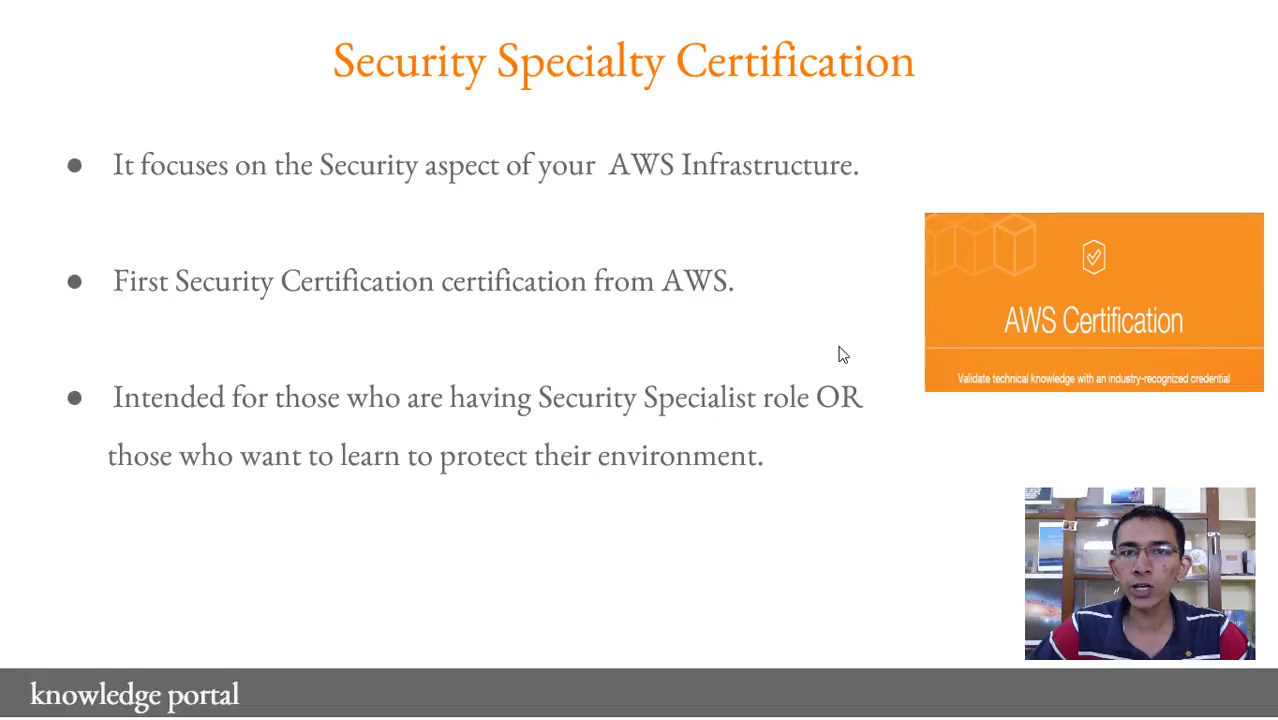 Security Specialty Certification
● It focuses on the Security aspect of your AWS Infrastructure.
● First Security Certification certification from AWS.
● Intended for those who are having Security Specialist role OR
those who want to learn to protect their environment.
AWS Certification
Validate technical knowledge with an industry-recognized credential
knowledge portal